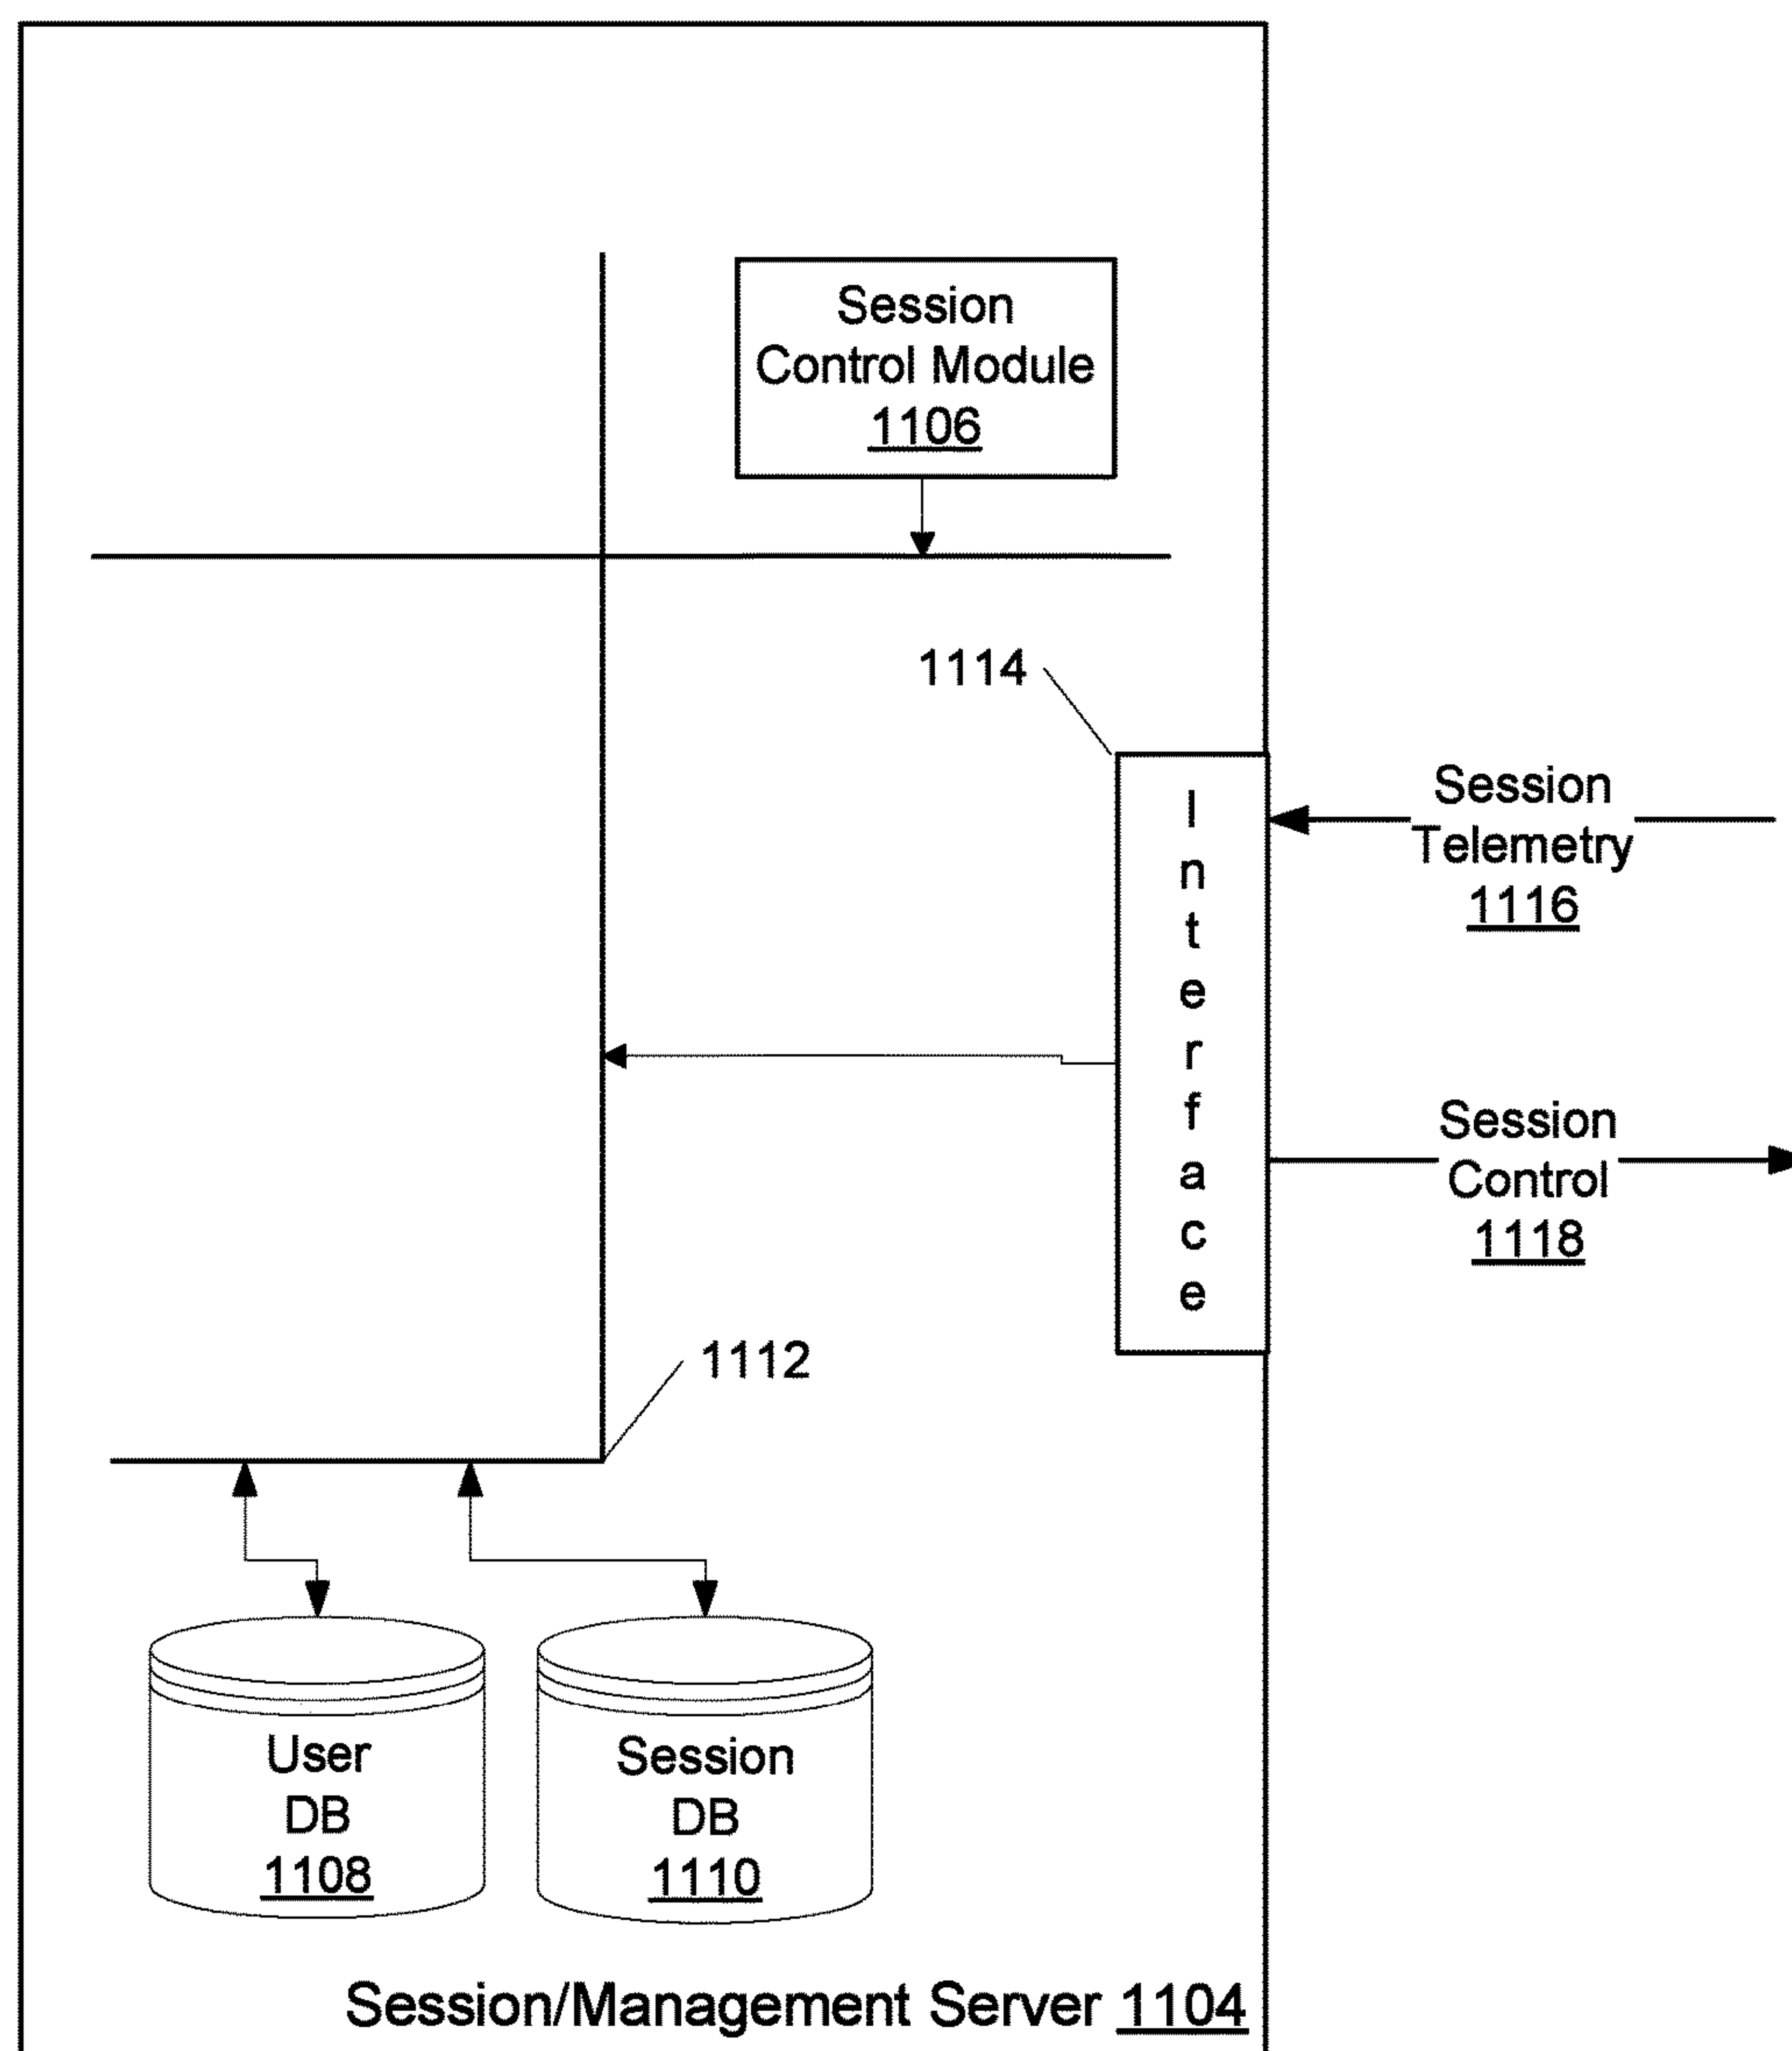 Session
Control Module
1106
1114
Interface
Session
Telemetry
1116
Session
Control
1118
1112
User
DB
1108
Session
DB
1110
Session/Management Server 1104